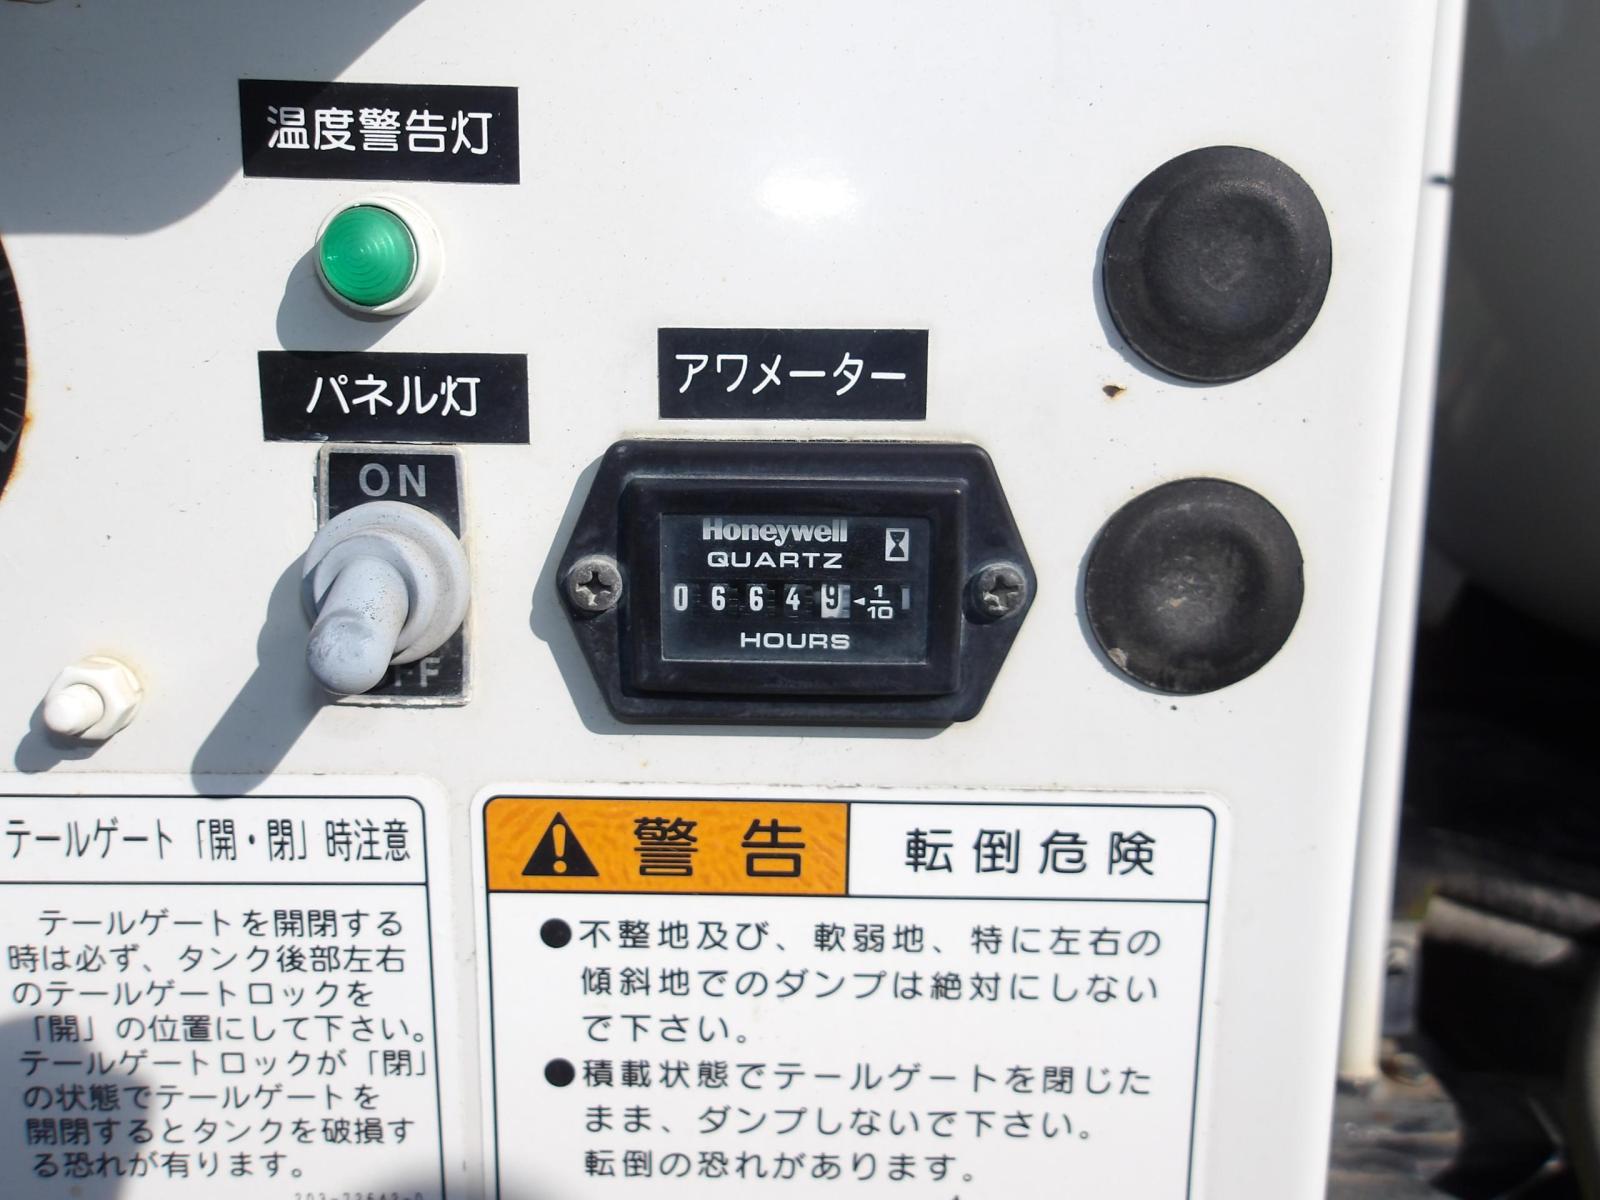 温度警告灯
パネル灯
ON
アワメーター
Honeywell
QUARTZ
0 6 6 4 9 1/10
HOURS
テールゲート「開・閉」時注意
テールゲートを開閉する
時は必ず、タンク後部左右
のテールゲートロックを
「開」の位置にして下さい。
テールゲートロックが「閉」
の状態でテールゲートを
開閉するとタンクを破損す
る恐れが有ります。
警告 転倒危険
●不整地及び、軟弱地、特に左右の
傾斜地でのダンプは絶対にしない
で下さい。
●積載状態でテールゲートを閉じた
まま、ダンプしないで下さい。
転倒の恐れがあります。